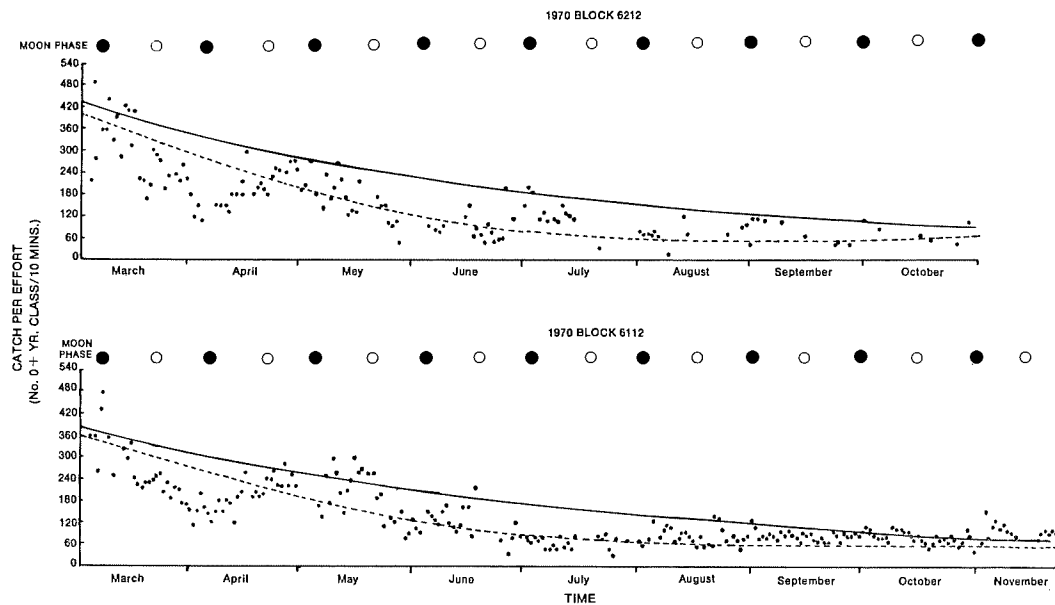 1970 BLOCK 6212
MOON PHASE
540
480
420
360
300
240
180
120
60
0
March April May June July August September October
CATCH PER EFFORT
(No. 0+ YR. CLASS/10 MINS.)
1970 BLOCK 6112
MOON
PHASE
540
480
420
360
300
240
180
120
60
0
March April May June July August September October November
TIME